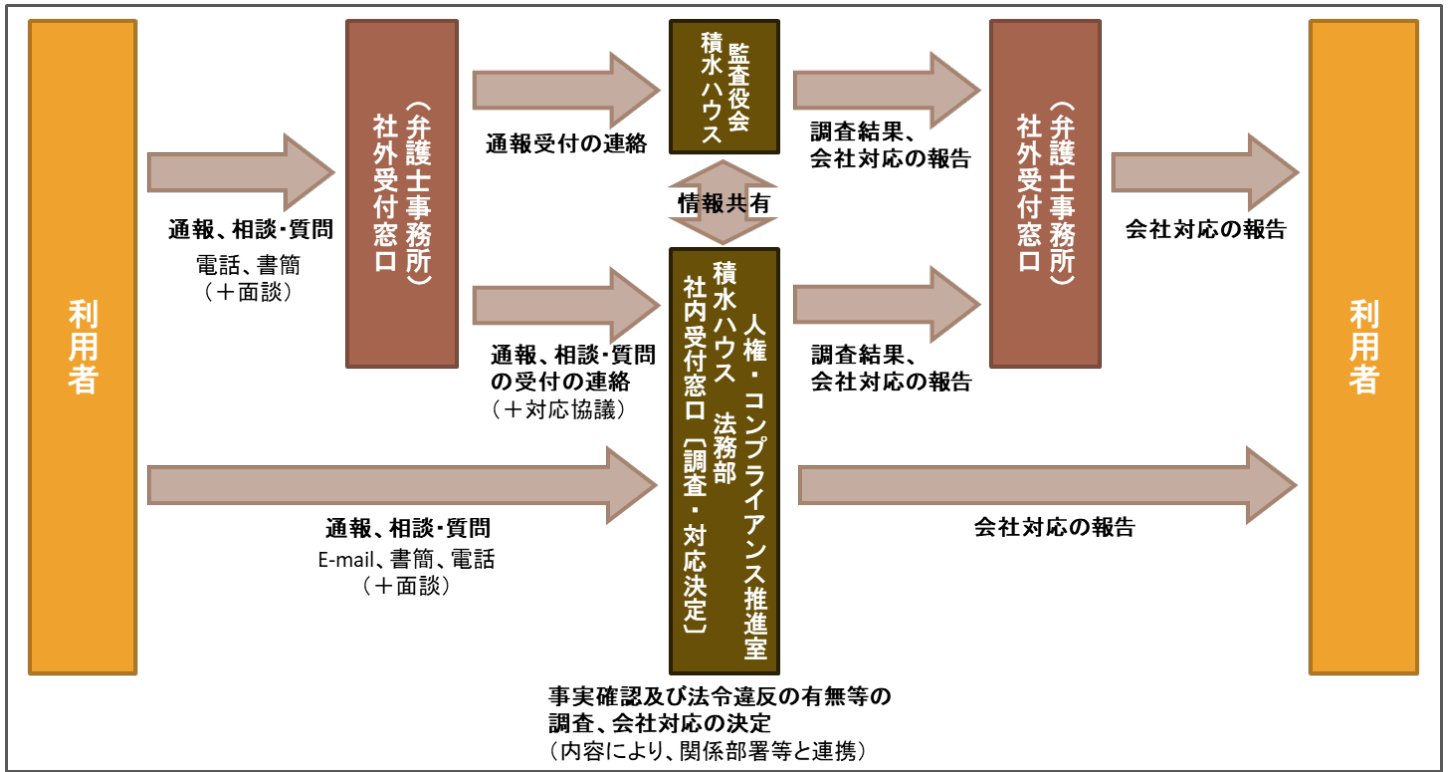 利用者
通報、相談・質問
電話、書簡
（＋面談）
（弁護士事務所）
社外受付窓口
通報受付の連絡
監査役会
積水ハウス
情報共有
通報、相談・質問
の受付の連絡
（＋対応協議）
通報、相談・質問
E-mail、書簡、電話
（＋面談）
人権・コンプライアンス推進室
積水ハウス　法務部
社内受付窓口〔調査・対応決定〕
事実確認及び法令違反の有無等の
調査、会社対応の決定
（内容により、関係部署等と連携）
調査結果、
会社対応の報告
調査結果、
会社対応の報告
（弁護士事務所）
社外受付窓口
会社対応の報告
会社対応の報告
利用者